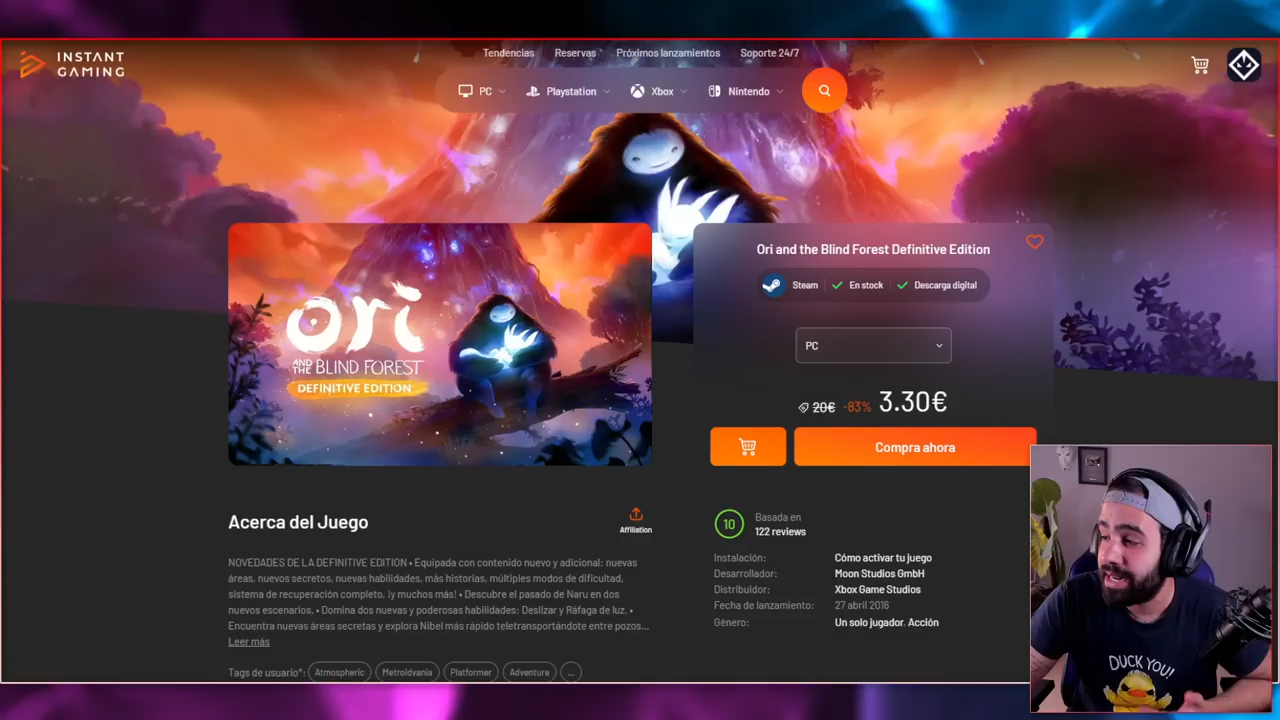 INSTANT
GAMING
Tendencias
Reservas
Próximos lanzamientos
Soporte 24/7
PC
Playstation
Xbox
Nintendo
ori
AND THE BLIND FOREST
DEFINITIVE EDITION
Ori and the Blind Forest Definitive Edition
Steam
En stock
Descarga digital
PC
20€ -83% 3.30€
Compra ahora
Acerca del Juego
Affiliation
NOVEDADES DE LA DEFINITIVE EDITION • Equipada con contenido nuevo y adicional: nuevas
áreas, nuevos secretos, nuevas habilidades, más historias, múltiples modos de dificultad,
sistema de recuperación completo, ¡y muchos más! • Descubre el pasado de Naru en dos
nuevos escenarios. • Domina dos nuevas y poderosas habilidades: Deslizar y Ráfaga de luz. •
Encuentra nuevas áreas secretas y explora Nibel más rápido teletransportándote entre pozos...
Leer más
Tags de usuario*:
Atmospheric
Metroidvania
Platformer
Adventure
...
10
Basada en
122 reviews
Instalación: Cómo activar tu juego
Desarrollador: Moon Studios GmbH
Distribuidor: Xbox Game Studios
Fecha de lanzamiento: 27 abril 2016
Género: Un solo jugador, Acción
DUCK YOU!